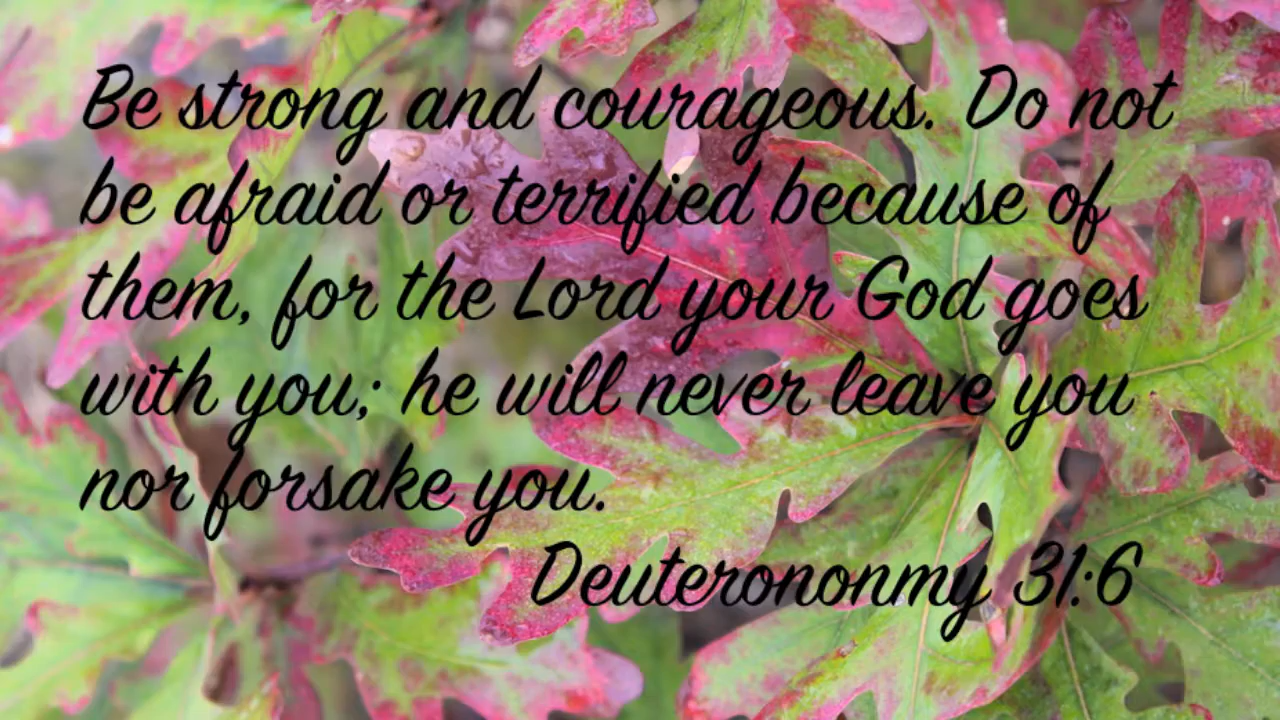 Be strong and courageous. Do not
be afraid or terrified because of
them, for the Lord your God goes
with you; he will never leave you
nor forsake you.
Deuterononmy 31:6